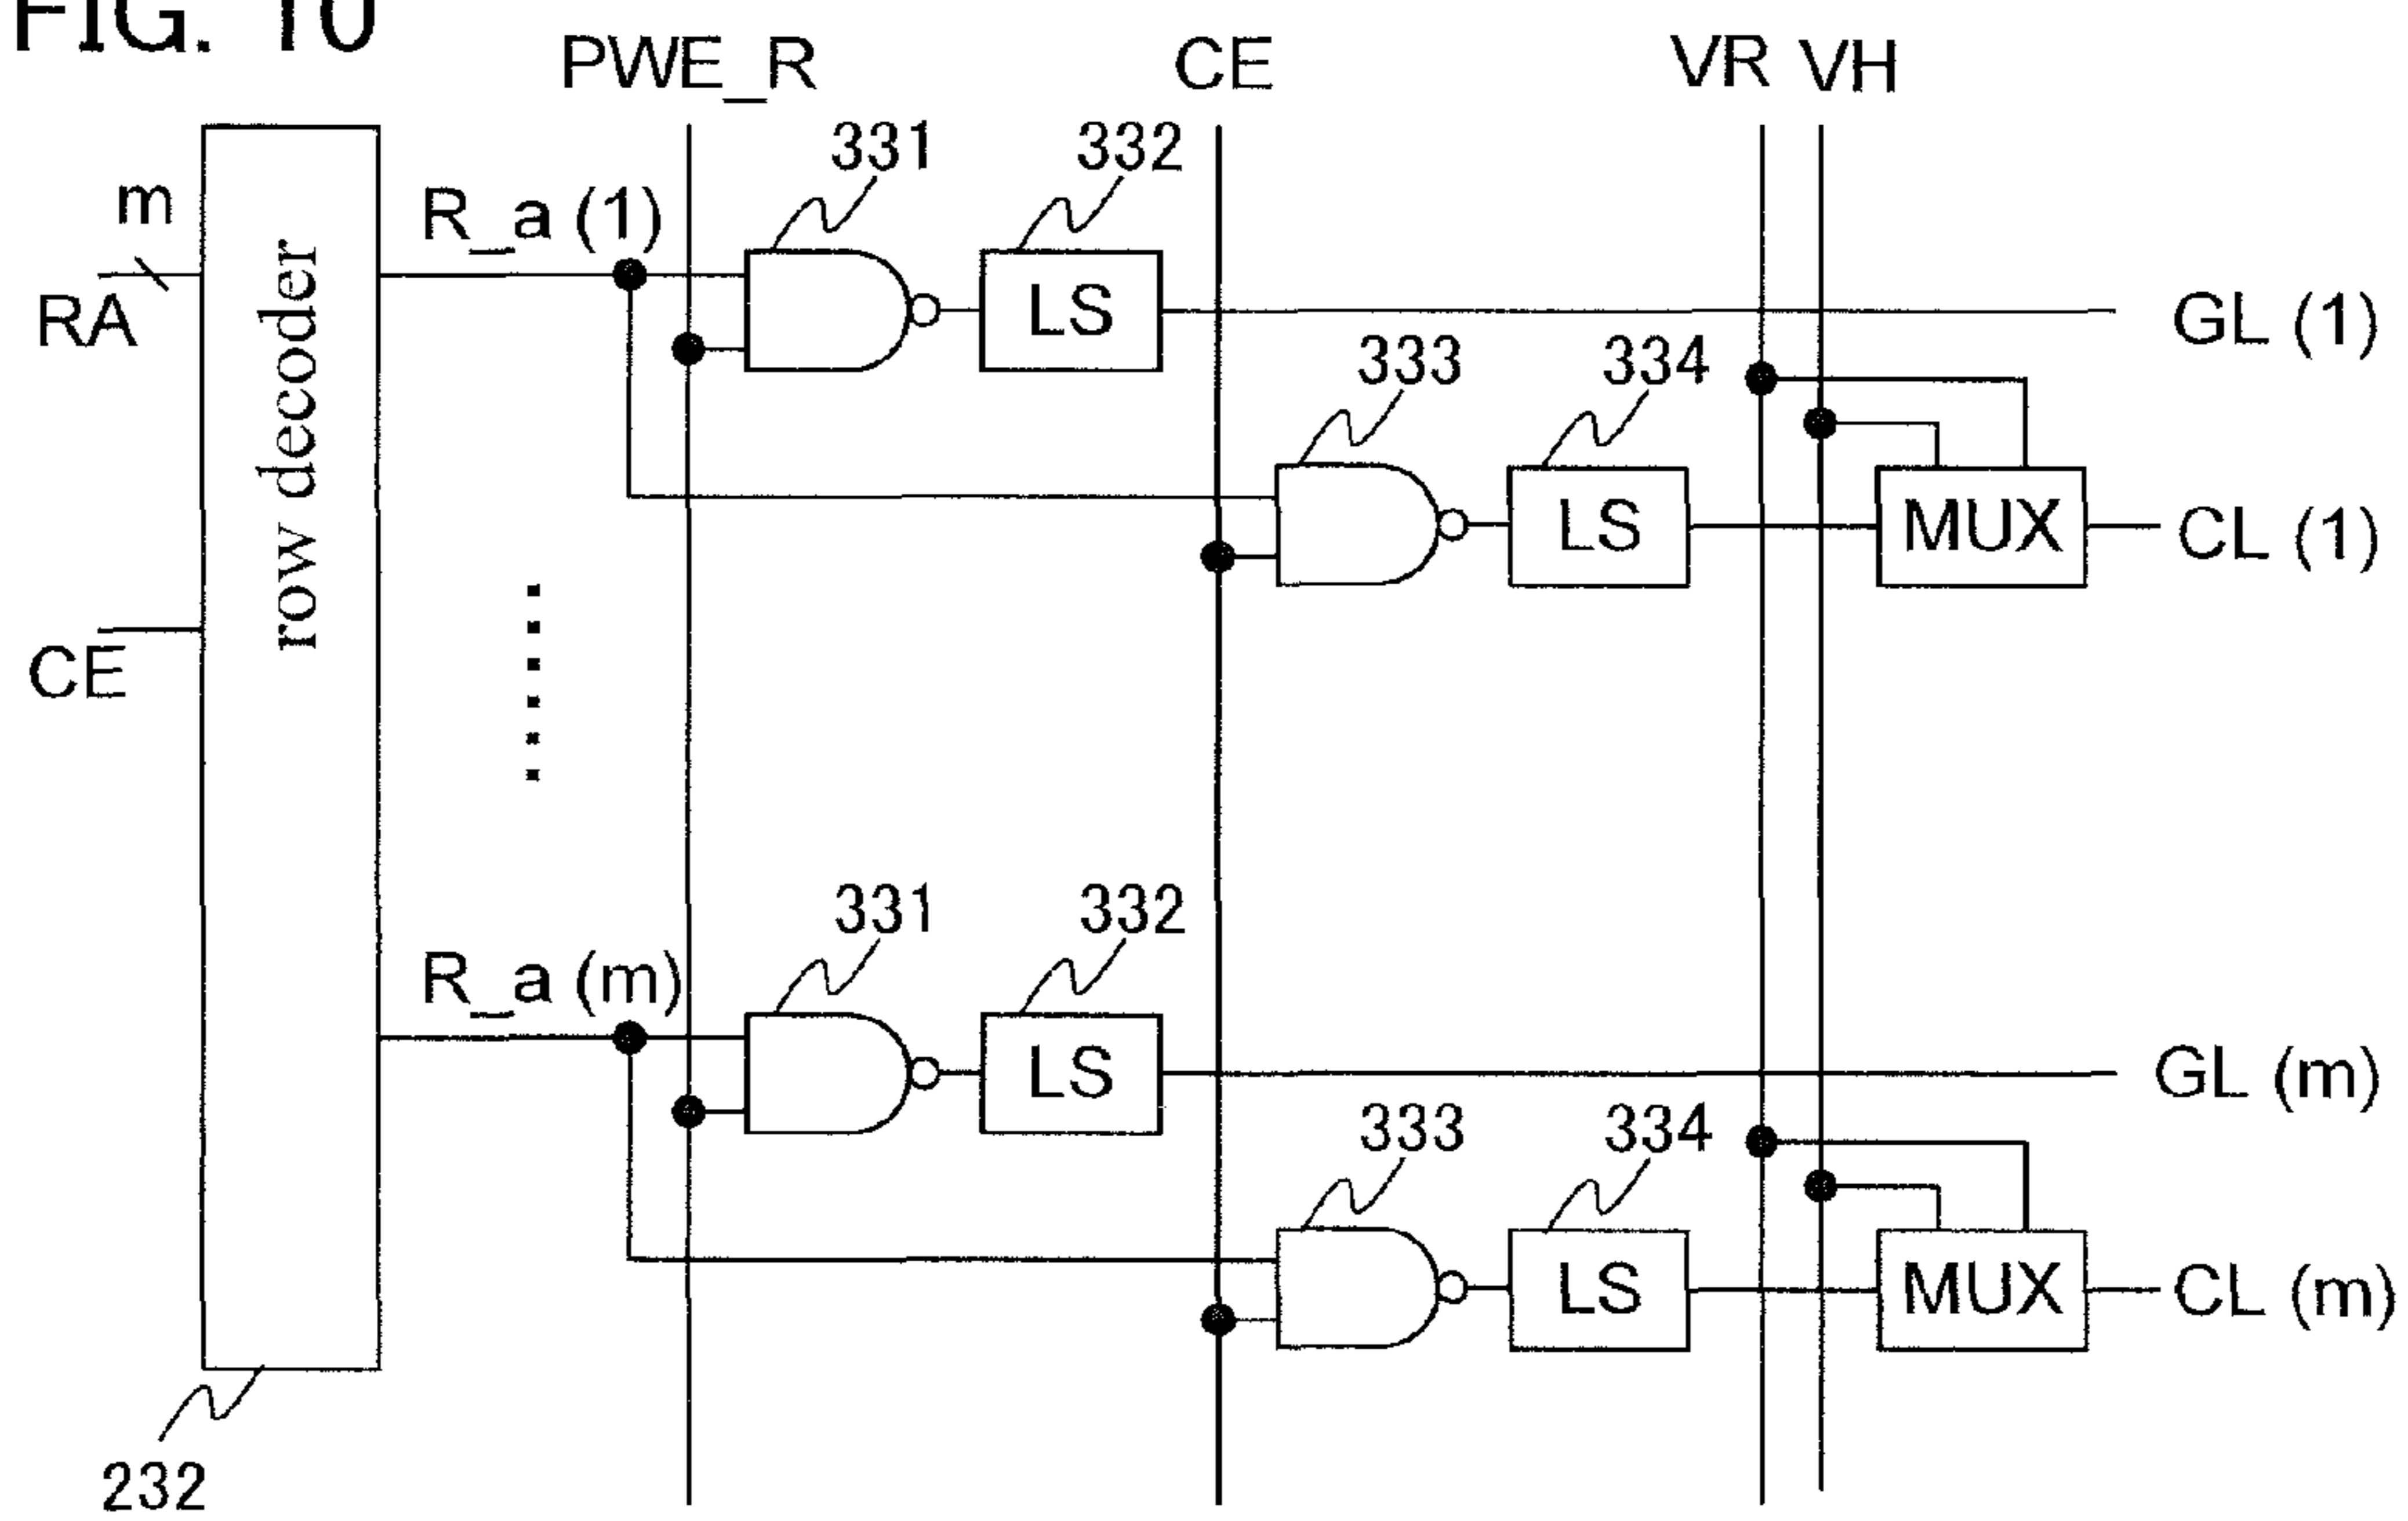 FIG. 10
PWE_R
CE
VR
VH
331
332
m
R_a (1)
RA
row decoder
LS
GL (1)
333
334
LS
MUX
CL (1)
CE
331
332
R_a (m)
LS
GL (m)
333
334
LS
MUX
CL (m)
232